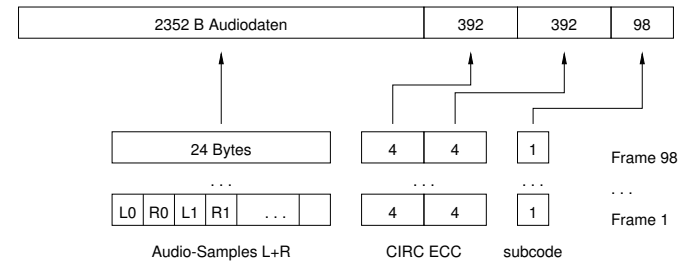 2352 B Audiodaten 392 392 98
24 Bytes 4 4 1 Frame 98
. . . . . . . . . . . .
L0 R0 L1 R1 . . . 4 4 1 Frame 1
Audio-Samples L+R CIRC ECC subcode